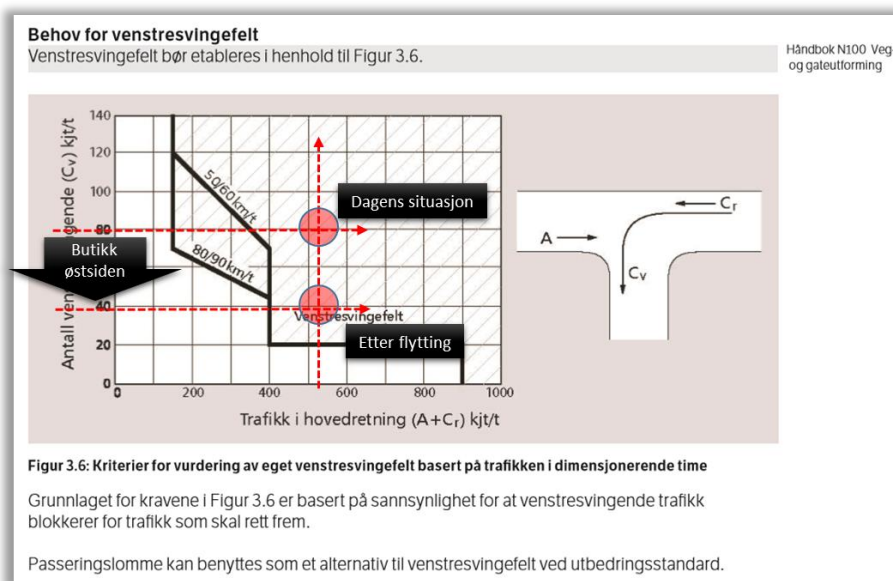 Behov for venstresvingefelt
Venstresvingefelt bør etableres i henhold til Figur 3.6.
Håndbok N100 Veg-
og gateutforming
Antall ven gende (Cv) kjt/t
140
120
100
80
40
20
0
50/60 km/t
80/90 km/t
Dagens situasjon
Butikk
østsiden
Venstresvingefelt
Etter flytting
0
200
400
600
800
1000
Trafikk i hovedretning (A+Cr) kjt/t
A
Cr
Cv
Figur 3.6: Kriterier for vurdering av eget venstresvingefelt basert på trafikken i dimensjonerende time
Grunnlaget for kravene i Figur 3.6 er basert på sannsynlighet for at venstresvingende trafikk
blokkerer for trafikk som skal rett frem.
Passeringslomme kan benyttes som et alternativ til venstresvingefelt ved utbedringsstandard.